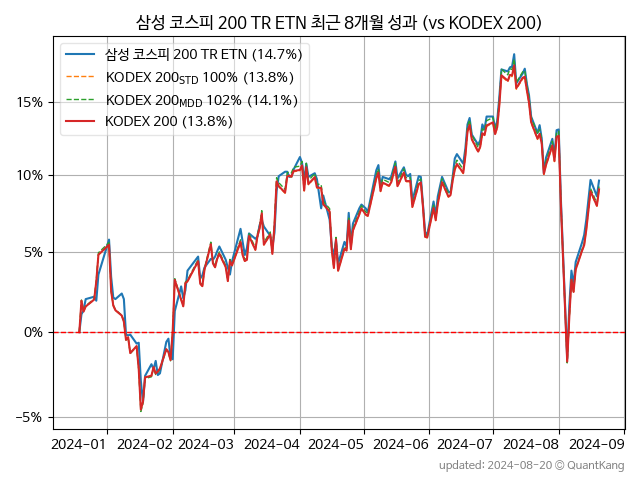 삼성 코스피 200 TR ETN 최근 8개월 성과 (vs KODEX 200)
삼성 코스피 200 TR ETN (14.7%)
KODEX 200STD 100% (13.8%)
KODEX 200MDD 102% (14.1%)
KODEX 200 (13.8%)
15%
10%
5%
0%
−5%
2024-01 2024-02 2024-03 2024-04 2024-05 2024-06 2024-07 2024-08 2024-09
updated: 2024-08-20 © QuantKang